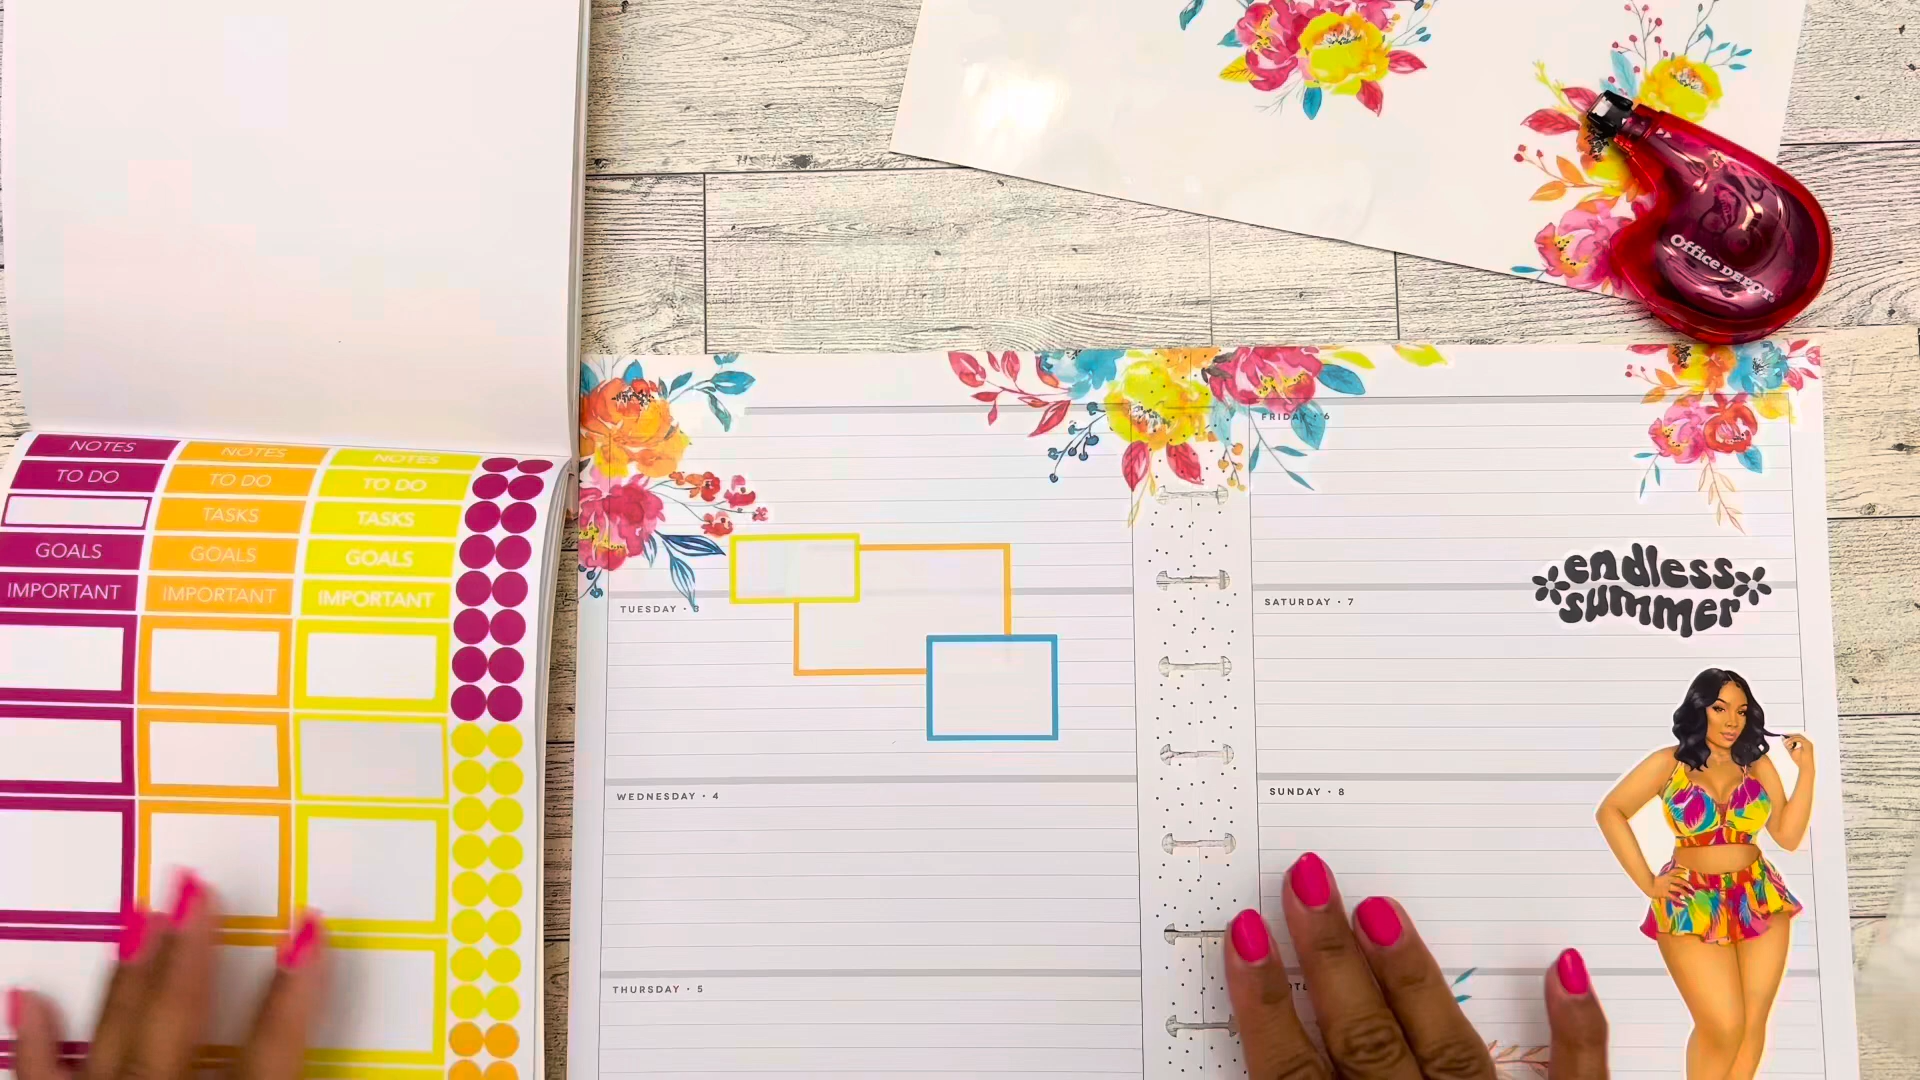 NOTES NOTES NOTES
TO DO TO DO TO DO
TASKS TASKS
GOALS GOALS GOALS
IMPORTANT IMPORTANT IMPORTANT
TUESDAY • 3
WEDNESDAY • 4
THURSDAY • 5
FRIDAY • 6
SATURDAY • 7
SUNDAY • 8
endless
summer
Office DEPOT